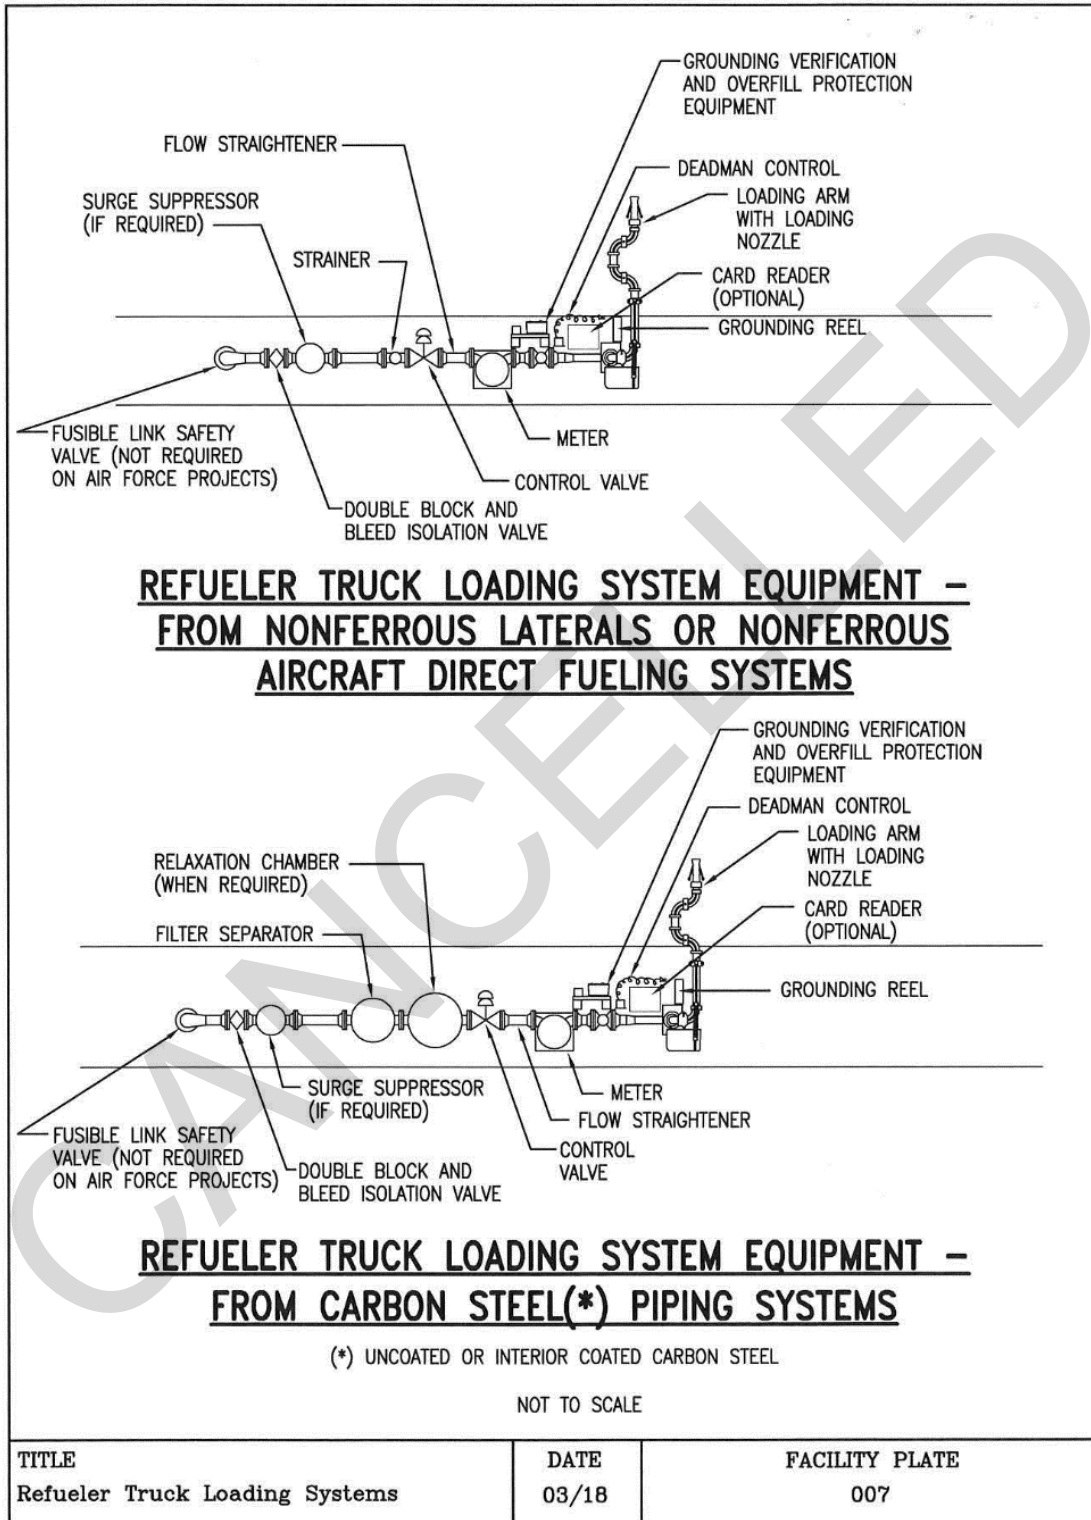 GROUNDING VERIFICATION
AND OVERFILL PROTECTION
EQUIPMENT
FLOW STRAIGHTENER
DEADMAN CONTROL
SURGE SUPPRESSOR
(IF REQUIRED)
LOADING ARM
WITH LOADING
NOZZLE
STRAINER
CARD READER
(OPTIONAL)
GROUNDING REEL
FUSIBLE LINK SAFETY
VALVE (NOT REQUIRED
ON AIR FORCE PROJECTS)
METER
CONTROL VALVE
DOUBLE BLOCK AND
BLEED ISOLATION VALVE
REFUELER TRUCK LOADING SYSTEM EQUIPMENT –
FROM NONFERROUS LATERALS OR NONFERROUS
AIRCRAFT DIRECT FUELING SYSTEMS
GROUNDING VERIFICATION
AND OVERFILL PROTECTION
EQUIPMENT
DEADMAN CONTROL
LOADING ARM
WITH LOADING
NOZZLE
RELAXATION CHAMBER
(WHEN REQUIRED)
CARD READER
(OPTIONAL)
FILTER SEPARATOR
GROUNDING REEL
SURGE SUPPRESSOR
(IF REQUIRED)
METER
FLOW STRAIGHTENER
FUSIBLE LINK SAFETY
VALVE (NOT REQUIRED
ON AIR FORCE PROJECTS)
CONTROL
VALVE
DOUBLE BLOCK AND
BLEED ISOLATION VALVE
REFUELER TRUCK LOADING SYSTEM EQUIPMENT –
FROM CARBON STEEL(*) PIPING SYSTEMS
(*) UNCOATED OR INTERIOR COATED CARBON STEEL
NOT TO SCALE
TITLE
Refueler Truck Loading Systems
DATE
03/18
FACILITY PLATE
007
CANCELLED